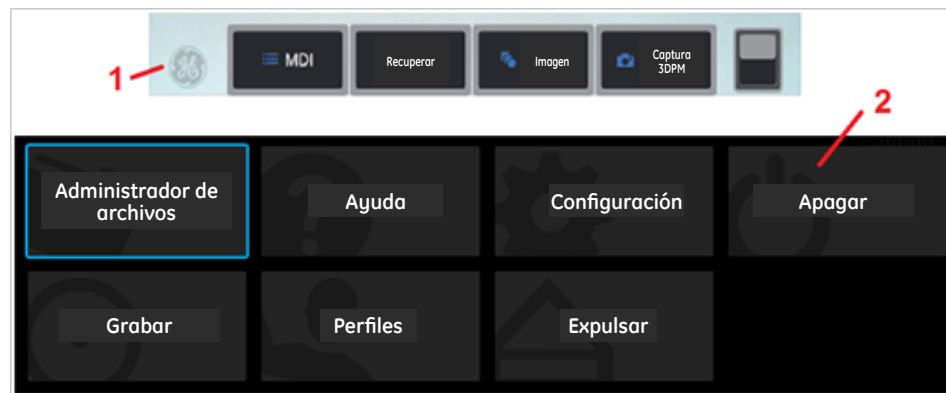 1
MDI
Recuperar
Imagen
Captura
3DPM
2
Administrador de
archivos
Ayuda
Configuración
Apagar
Grabar
Perfiles
Expulsar